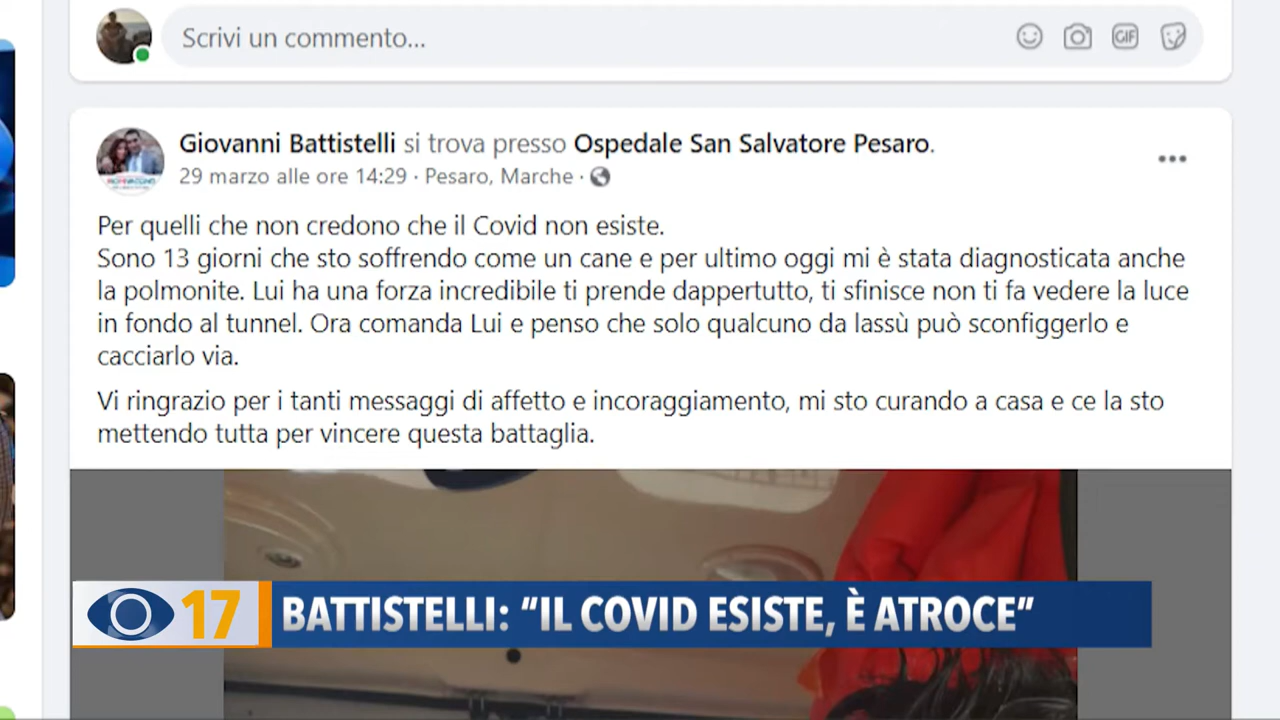 Scrivi un commento...
GIF
Giovanni Battistelli si trova presso Ospedale San Salvatore Pesaro.
29 marzo alle ore 14:29 · Pesaro, Marche ·
Per quelli che non credono che il Covid non esiste.
Sono 13 giorni che sto soffrendo come un cane e per ultimo oggi mi è stata diagnosticata anche
la polmonite. Lui ha una forza incredibile ti prende dappertutto, ti sfinisce non ti fa vedere la luce
in fondo al tunnel. Ora comanda Lui e penso che solo qualcuno da lassù può sconfiggerlo e
cacciarlo via.
Vi ringrazio per i tanti messaggi di affetto e incoraggiamento, mi sto curando a casa e ce la sto
mettendo tutta per vincere questa battaglia.
17 BATTISTELLI: “IL COVID ESISTE, È ATROCE”